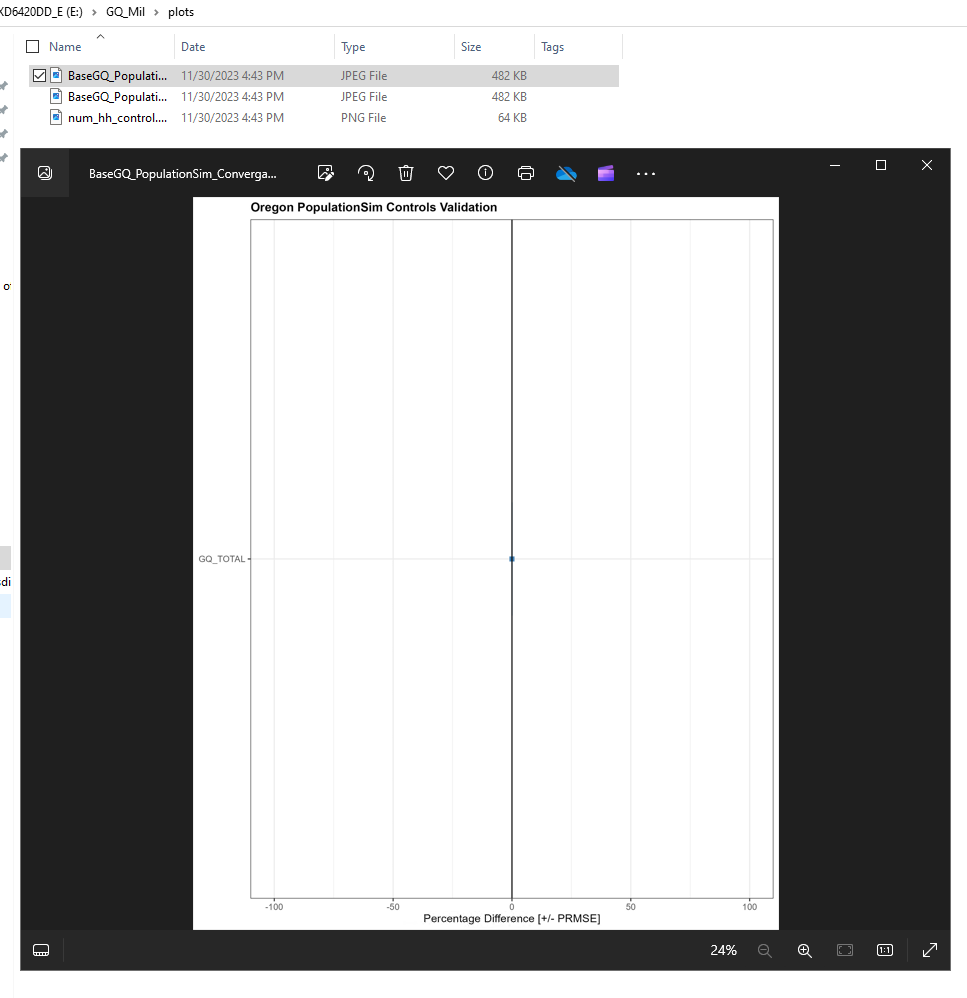 XD6420DD_E (E:) > GQ_Mil > plots
Name Date Type Size Tags
BaseGQ_Populati... 11/30/2023 4:43 PM JPEG File 482 KB
BaseGQ_Populati... 11/30/2023 4:43 PM JPEG File 482 KB
num_hh_control.... 11/30/2023 4:43 PM PNG File 64 KB
BaseGQ_PopulationSim_Converga...
Oregon PopulationSim Controls Validation
GQ_TOTAL
-100 -50 0 50 100
Percentage Difference [+/- PRMSE]
24% 1:1